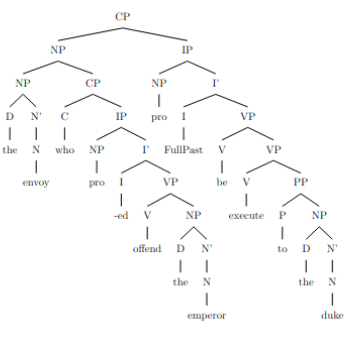 CP
NP IP
NP CP NP I'
D N' C IP pro I VP
the N who NP I' FullPast V VP
envoy pro I VP be V PP
-ed V NP execute P NP
offend D N' to D N'
the N the N
emperor duke